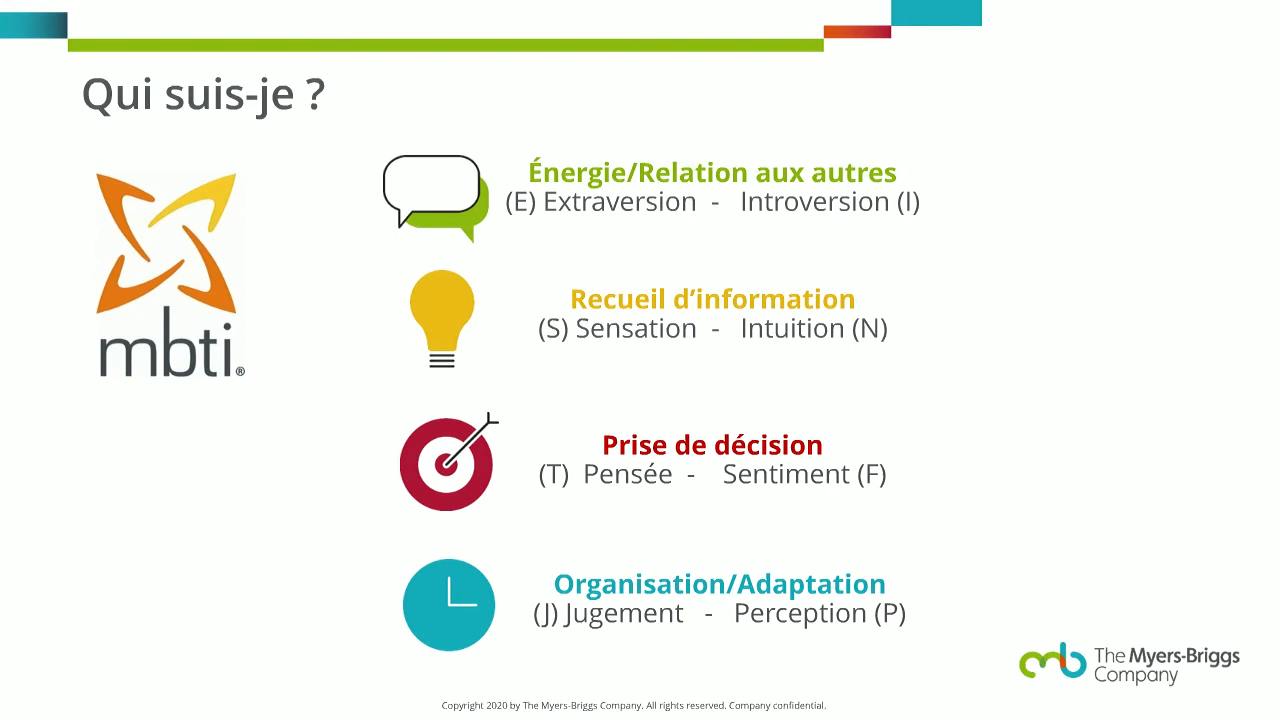 Qui suis-je ?
mbti®
Énergie/Relation aux autres
(E) Extraversion - Introversion (I)
Recueil d’information
(S) Sensation - Intuition (N)
Prise de décision
(T) Pensée - Sentiment (F)
Organisation/Adaptation
(J) Jugement - Perception (P)
The Myers-Briggs
Company
Copyright 2020 by The Myers-Briggs Company. All rights reserved. Company confidential.